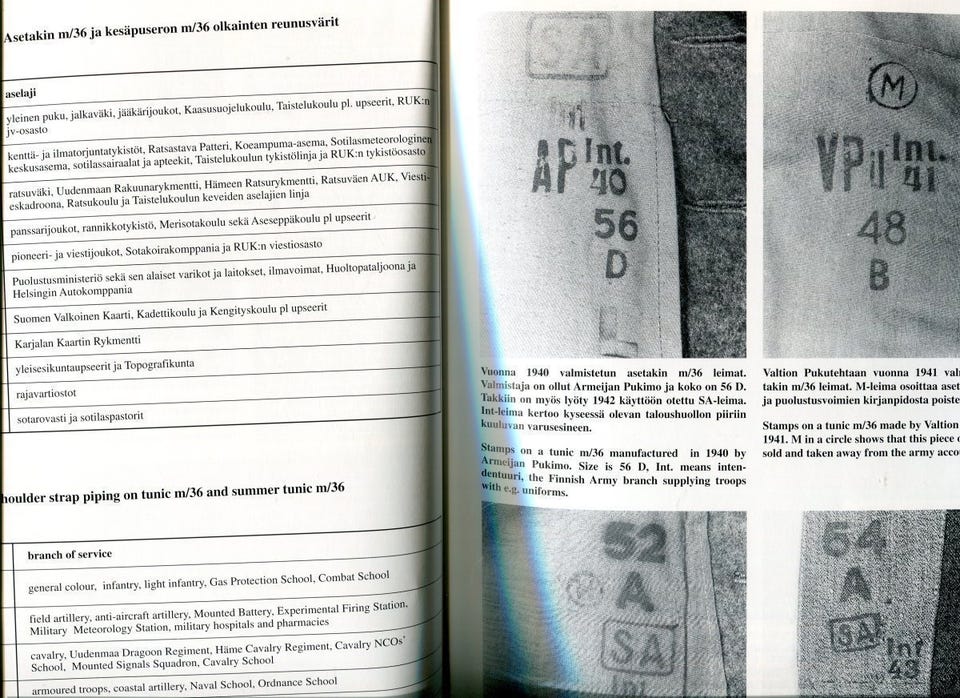 Asetakin m/36 ja kesäpuseron m/36 olkainten reunusvärit
aselaji
yleinen puku, jalkaväki, jääkärijoukot, Kaasusuojelukoulu, Taistelukoulu pl. upseerit, RUK:n
jv-osasto
kenttä- ja ilmatorjuntatykistöt, Ratsastava Patteri, Koeampuma-asema, Sotilasmeteorologinen
keskusasema, sotilassairaalat ja apteekit, Taistelukoulun tykistölinja ja RUK:n tykistöosasto
ratsuväki, Uudenmaan Rakuunarykmentti, Hämeen Ratsurykmentti, Ratsuväen AUK, Viesti-
eskadroona, Ratsukoulu ja Taistelukoulun keveiden aselajien linja
panssarijoukot, rannikkotykistö, Merisotakoulu sekä Aseseppäkoulu pl upseerit
pioneeri- ja viestijoukot, Sotakoirakomppania ja RUK:n viestiosasto
Puolustusministeriö sekä sen alaiset varikot ja laitokset, ilmavoimat, Huoltopataljoona ja
Helsingin Autokomppania
Suomen Valkoinen Kaarti, Kadettikoulu ja Kengityskoulu pl upseerit
Karjalan Kaartin Rykmentti
yleisesikuntaupseerit ja Topografikunta
rajavartiostot
sotarovasti ja sotilaspastorit
houlder strap piping on tunic m/36 and summer tunic m/36
branch of service
general colour, infantry, light infantry, Gas Protection School, Combat School
field artillery, anti-aircraft artillery, Mounted Battery, Experimental Firing Station,
Military Meteorology Station, military hospitals and pharmacies
cavalry, Uudenmaa Dragoon Regiment, Häme Cavalry Regiment, Cavalry NCOs'
School, Mounted Signals Squadron, Cavalry School
armoured troops, coastal artillery, Naval School, Ordnance School
SA
Int
AP Int.
40
56
D
Vuonna 1940 valmistetun asetakin m/36 leimat.
Valmistaja on ollut Armeijan Pukimo ja koko on 56 D.
Takkiin on myös lyöty 1942 käyttöön otettu SA-leima.
Int-leima kertoo kyseessä olevan taloushuollon piiriin
kuuluvan varusesineen.
Stamps on a tunic m/36 manufactured in 1940 by
Armeijan Pukimo. Size is 56 D, Int. means inten-
dentuuri, the Finnish Army branch supplying troops
with e.g. uniforms.
52
A
SA
Int
M
Int.
41
48
B
Valtion Pukutehtaan vuonna 1941 val
takin m/36 leimat. M-leima osoittaa aset
ja puolustusvoimien kirjanpidosta poiste
Stamps on a tunic m/36 made by Valtion
1941. M in a circle shows that this piece o
sold and taken away from the army acco
54
A
SA
Int
43